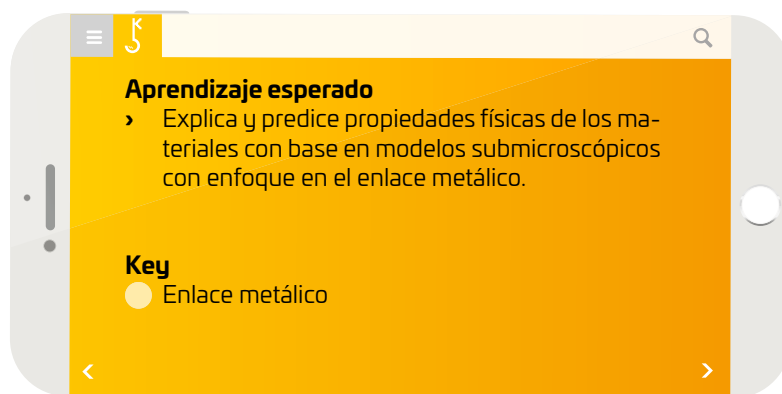 Aprendizaje esperado
› Explica y predice propiedades físicas de los ma-
teriales con base en modelos submicroscópicos
con enfoque en el enlace metálico.
Key
Enlace metálico